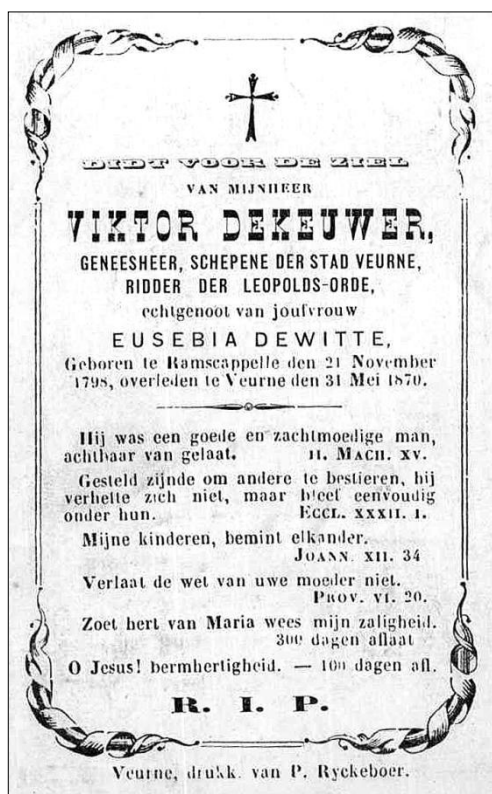 BIDT VOOR DE ZIEL
VAN MIJNHEER
VIKTOR DEKEUWER,
GENEESHEER, SCHEPENE DER STAD VEURNE,
RIDDER DER LEOPOLDS-ORDE,
echtgenoot van joufvrouw
EUSEBIA DEWITTE,
Geboren te Ramscappelle den 21 November
1798, overleden te Veurne den 31 Mei 1870.
Hij was een goede en zachtmoedige man,
achtbaar van gelaat. II. MACH. XV.
Gesteld zijnde om andere te bestieren, hij
verhefte zich niet, maar bleef eenvoudig
onder hun. ECCL. XXXII. I.
Mijne kinderen, bemint elkander.
JOANN. XII. 34
Verlaat de wet van uwe moeder niet.
PROV. VI. 20.
Zoet hert van Maria wees mijn zaligheid.
300 dagen aflaat
O Jesus! bermhertigheid. — 100 dagen afl.
R. I. P.
Veurne, drukk. van P. Ryckeboer.